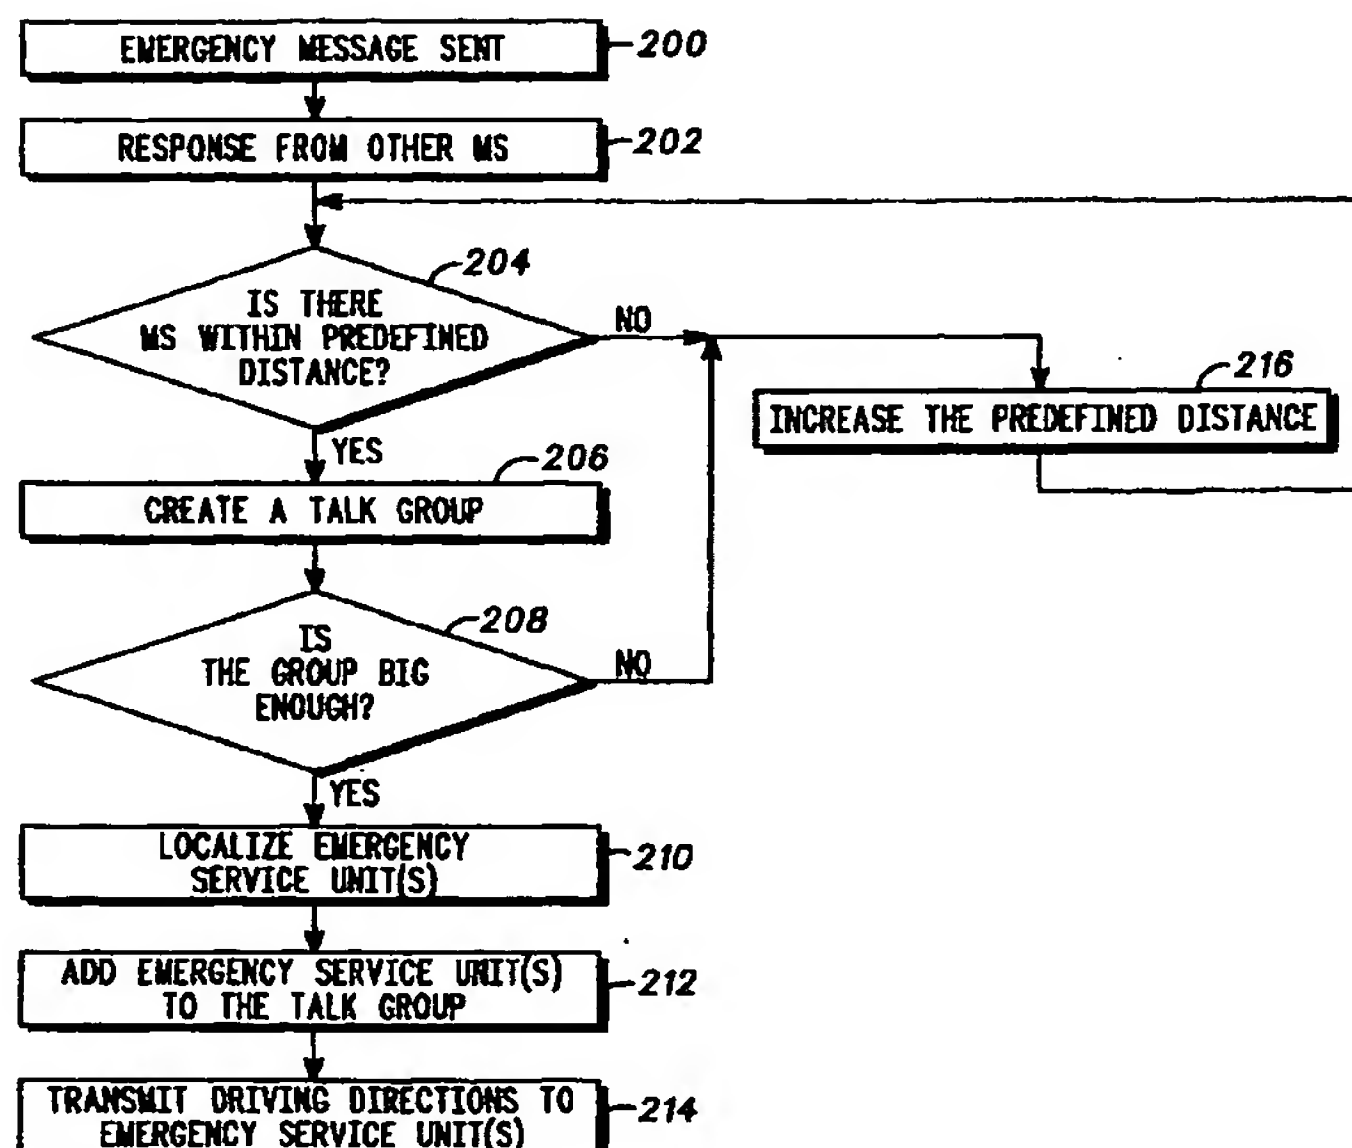 EMERGENCY MESSAGE SENT
200
RESPONSE FROM OTHER MS
202
204
IS THERE
MS WITHIN PREDEFINED
DISTANCE?
NO
YES
216
INCREASE THE PREDEFINED DISTANCE
206
CREATE A TALK GROUP
208
IS
THE GROUP BIG
ENOUGH?
NO
YES
LOCALIZE EMERGENCY
SERVICE UNIT(S)
210
ADD EMERGENCY SERVICE UNIT(S)
TO THE TALK GROUP
212
TRANSMIT DRIVING DIRECTIONS TO
EMERGENCY SERVICE UNIT(S)
214